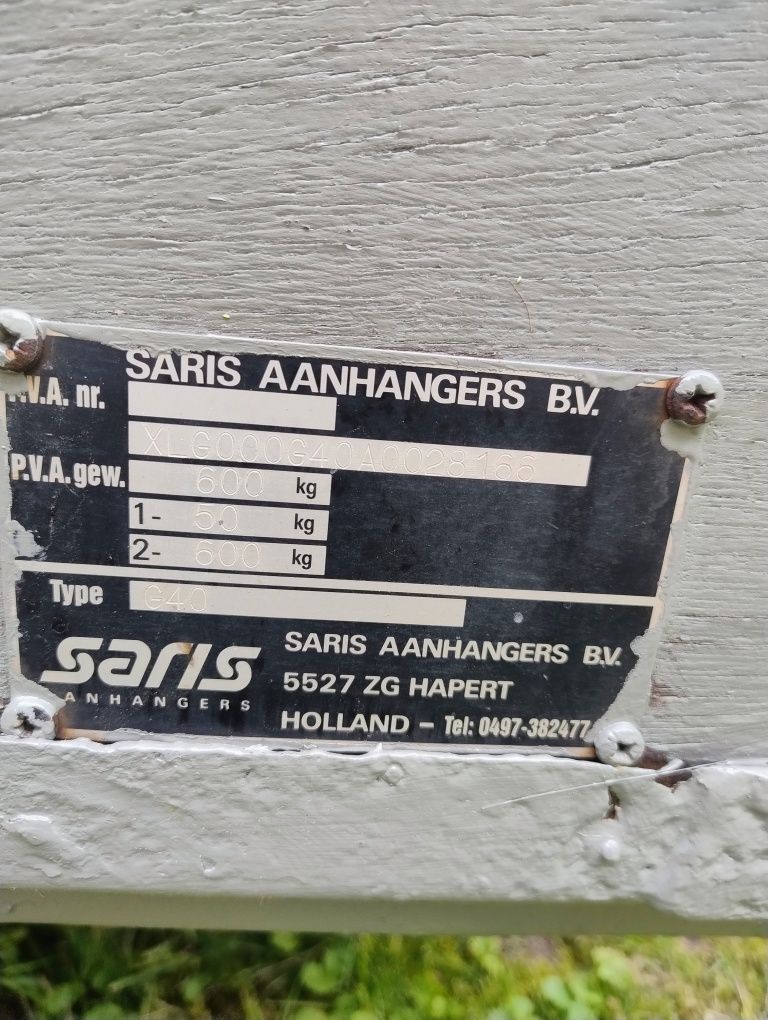 SARIS AANHANGERS B.V.
P.V.A. nr.
XLG000G40A0028166
P.V.A. gew. 600 kg
1- 50 kg
2- 600 kg
Type G40
saris
ANHANGERS
SARIS AANHANGERS B.V.
5527 ZG HAPERT
HOLLAND – Tel: 0497-382477